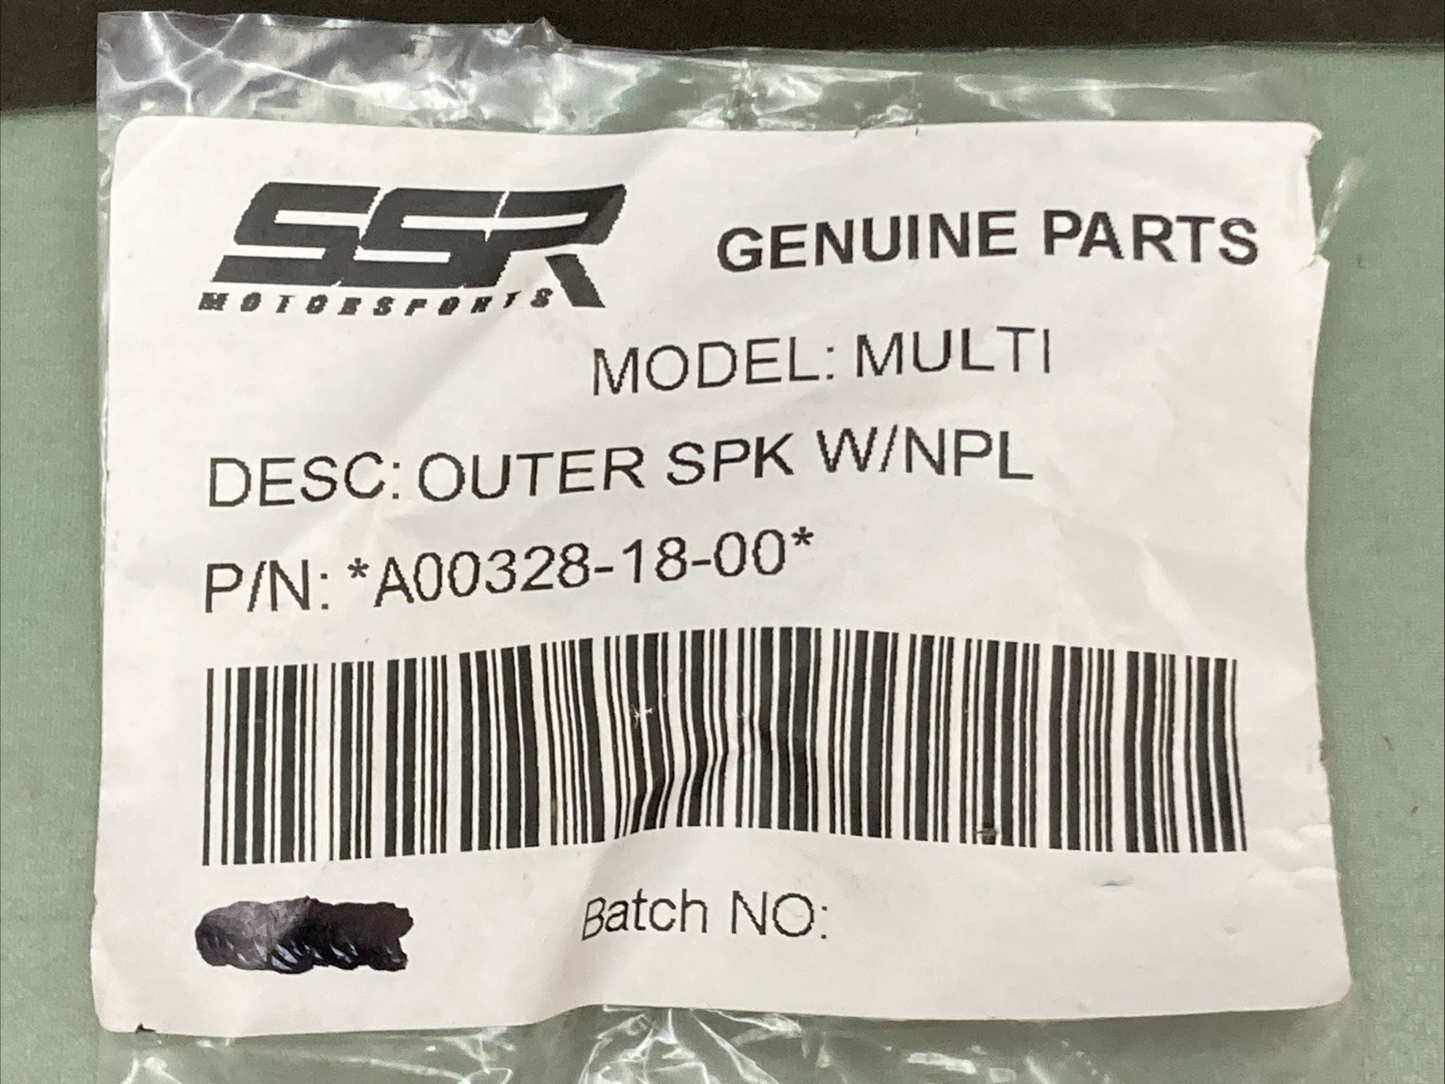 SSR
MOTORSPORTS
GENUINE PARTS
MODEL: MULTI
DESC: OUTER SPK W/NPL
P/N: *A00328-18-00*
Batch NO: